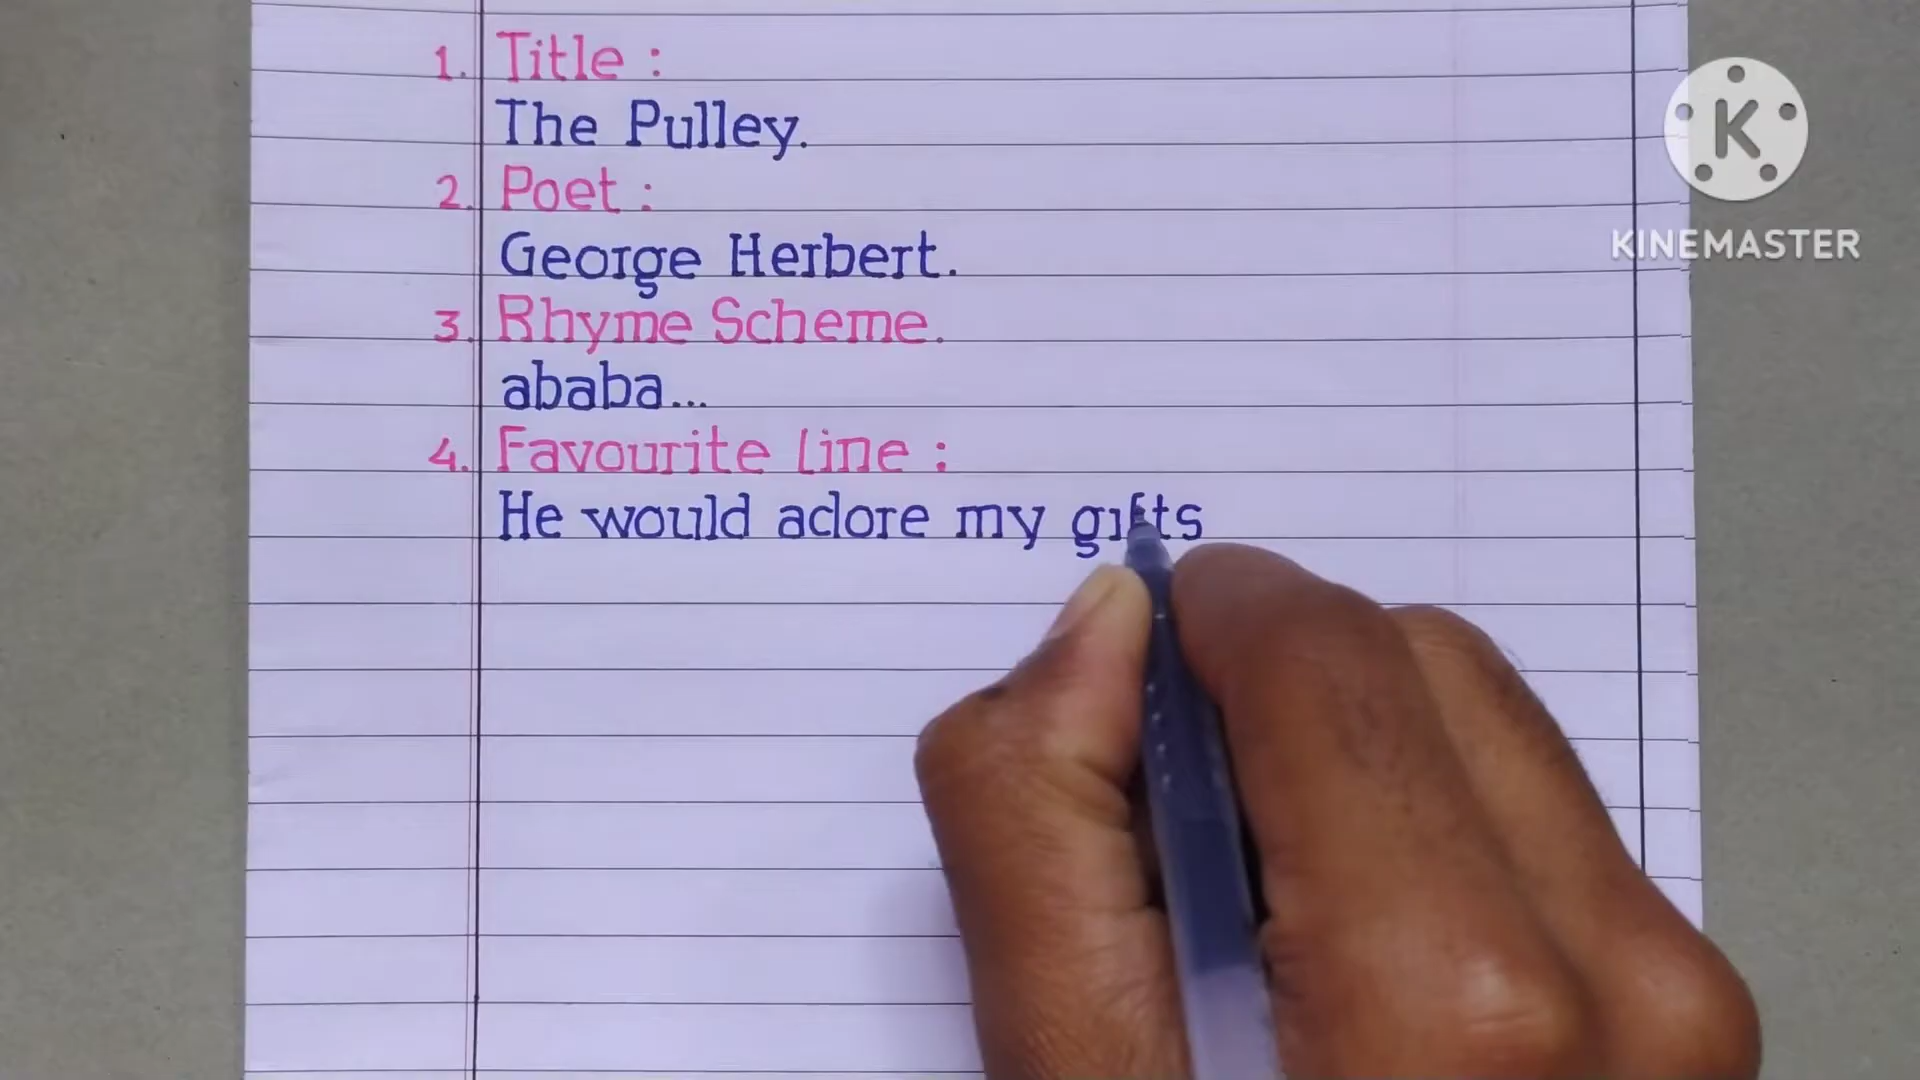 1. Title :
The Pulley.
2. Poet :
George Herbert.
3. Rhyme Scheme.
ababa...
4. Favourite Line :
He would adore my gifts
K
KINEMASTER